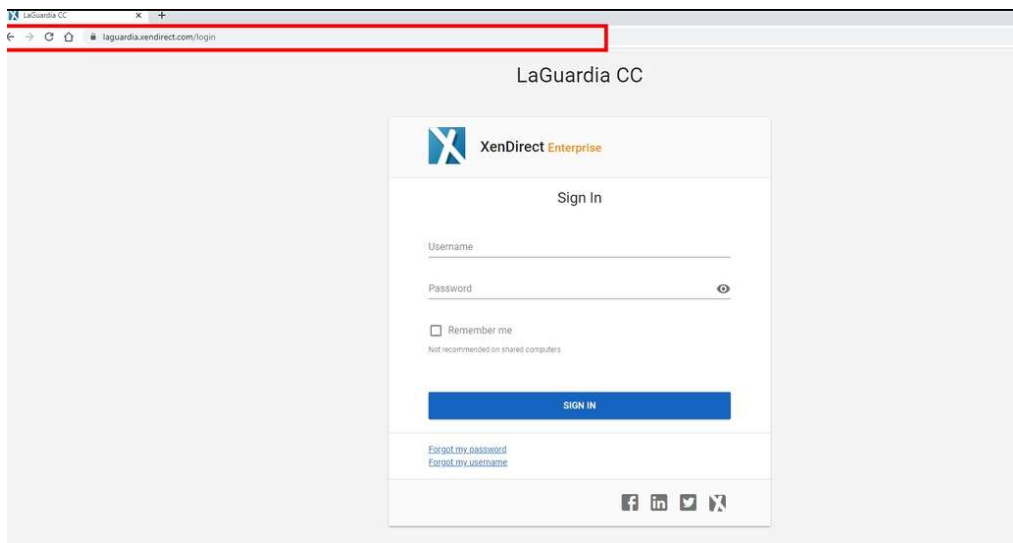 LaGuardia CC
laguardia.xendirect.com/login
LaGuardia CC
XenDirect Enterprise
Sign In
Username
Password
Remember me
Not recommended on shared computers
SIGN IN
Forgot my password
Forgot my username